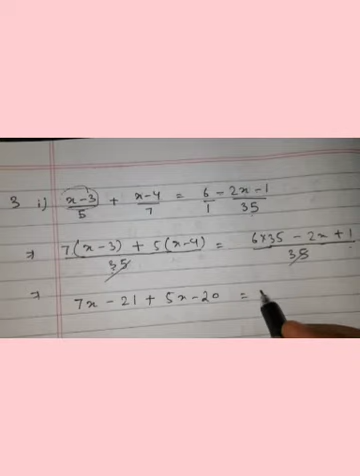 3 i) x-3/5 + x-4/7 = 6/1 - 2x-1/35
⇒ 7(x-3) + 5(x-4)/35 = 6×35 - 2x + 1/35
⇒ 7x - 21 + 5x - 20 =